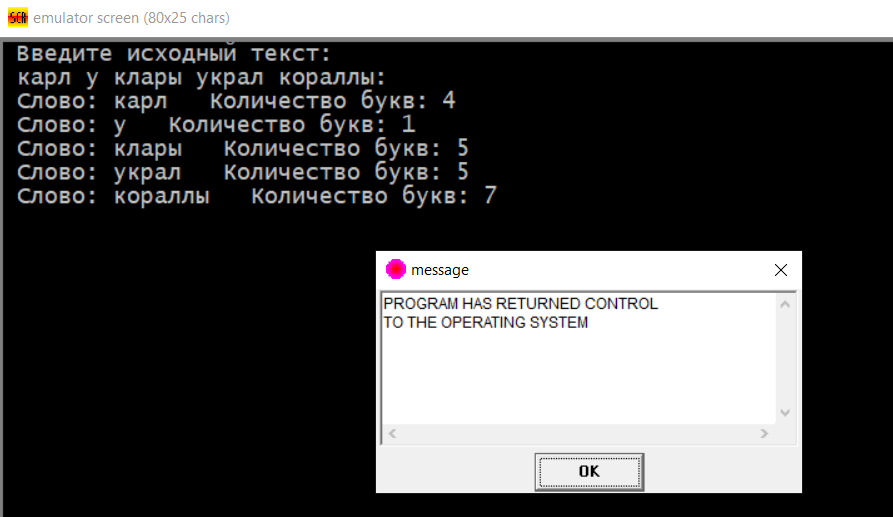 SCR emulator screen (80x25 chars)
Введите исходный текст:
карл у клары украл кораллы:
Слово: карл   Количество букв: 4
Слово: у   Количество букв: 1
Слово: клары   Количество букв: 5
Слово: украл   Количество букв: 5
Слово: кораллы   Количество букв: 7
message
PROGRAM HAS RETURNED CONTROL
TO THE OPERATING SYSTEM
OK